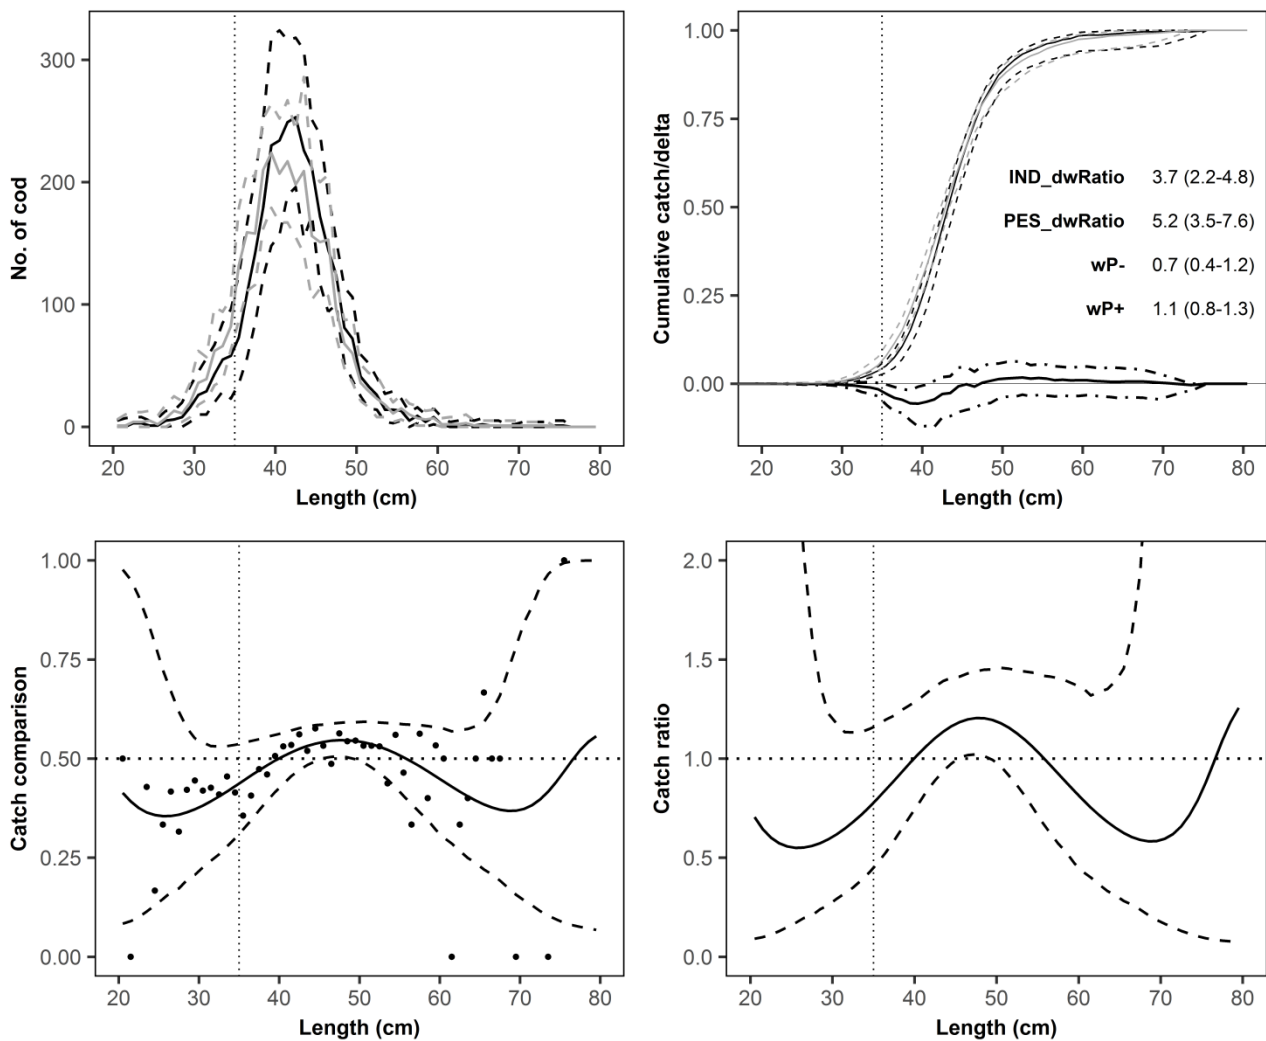 No. of cod
300
200
100
0
20 30 40 50 60 70 80
Length (cm)
Cumulative catch/delta
1.00
0.75
0.50
0.25
0.00
IND_dwRatio 3.7 (2.2-4.8)
PES_dwRatio 5.2 (3.5-7.6)
wP- 0.7 (0.4-1.2)
wP+ 1.1 (0.8-1.3)
20 30 40 50 60 70 80
Length (cm)
Catch comparison
1.00
0.75
0.50
0.25
0.00
20 30 40 50 60 70 80
Length (cm)
Catch ratio
2.0
1.5
1.0
0.5
0.0
20 30 40 50 60 70 80
Length (cm)